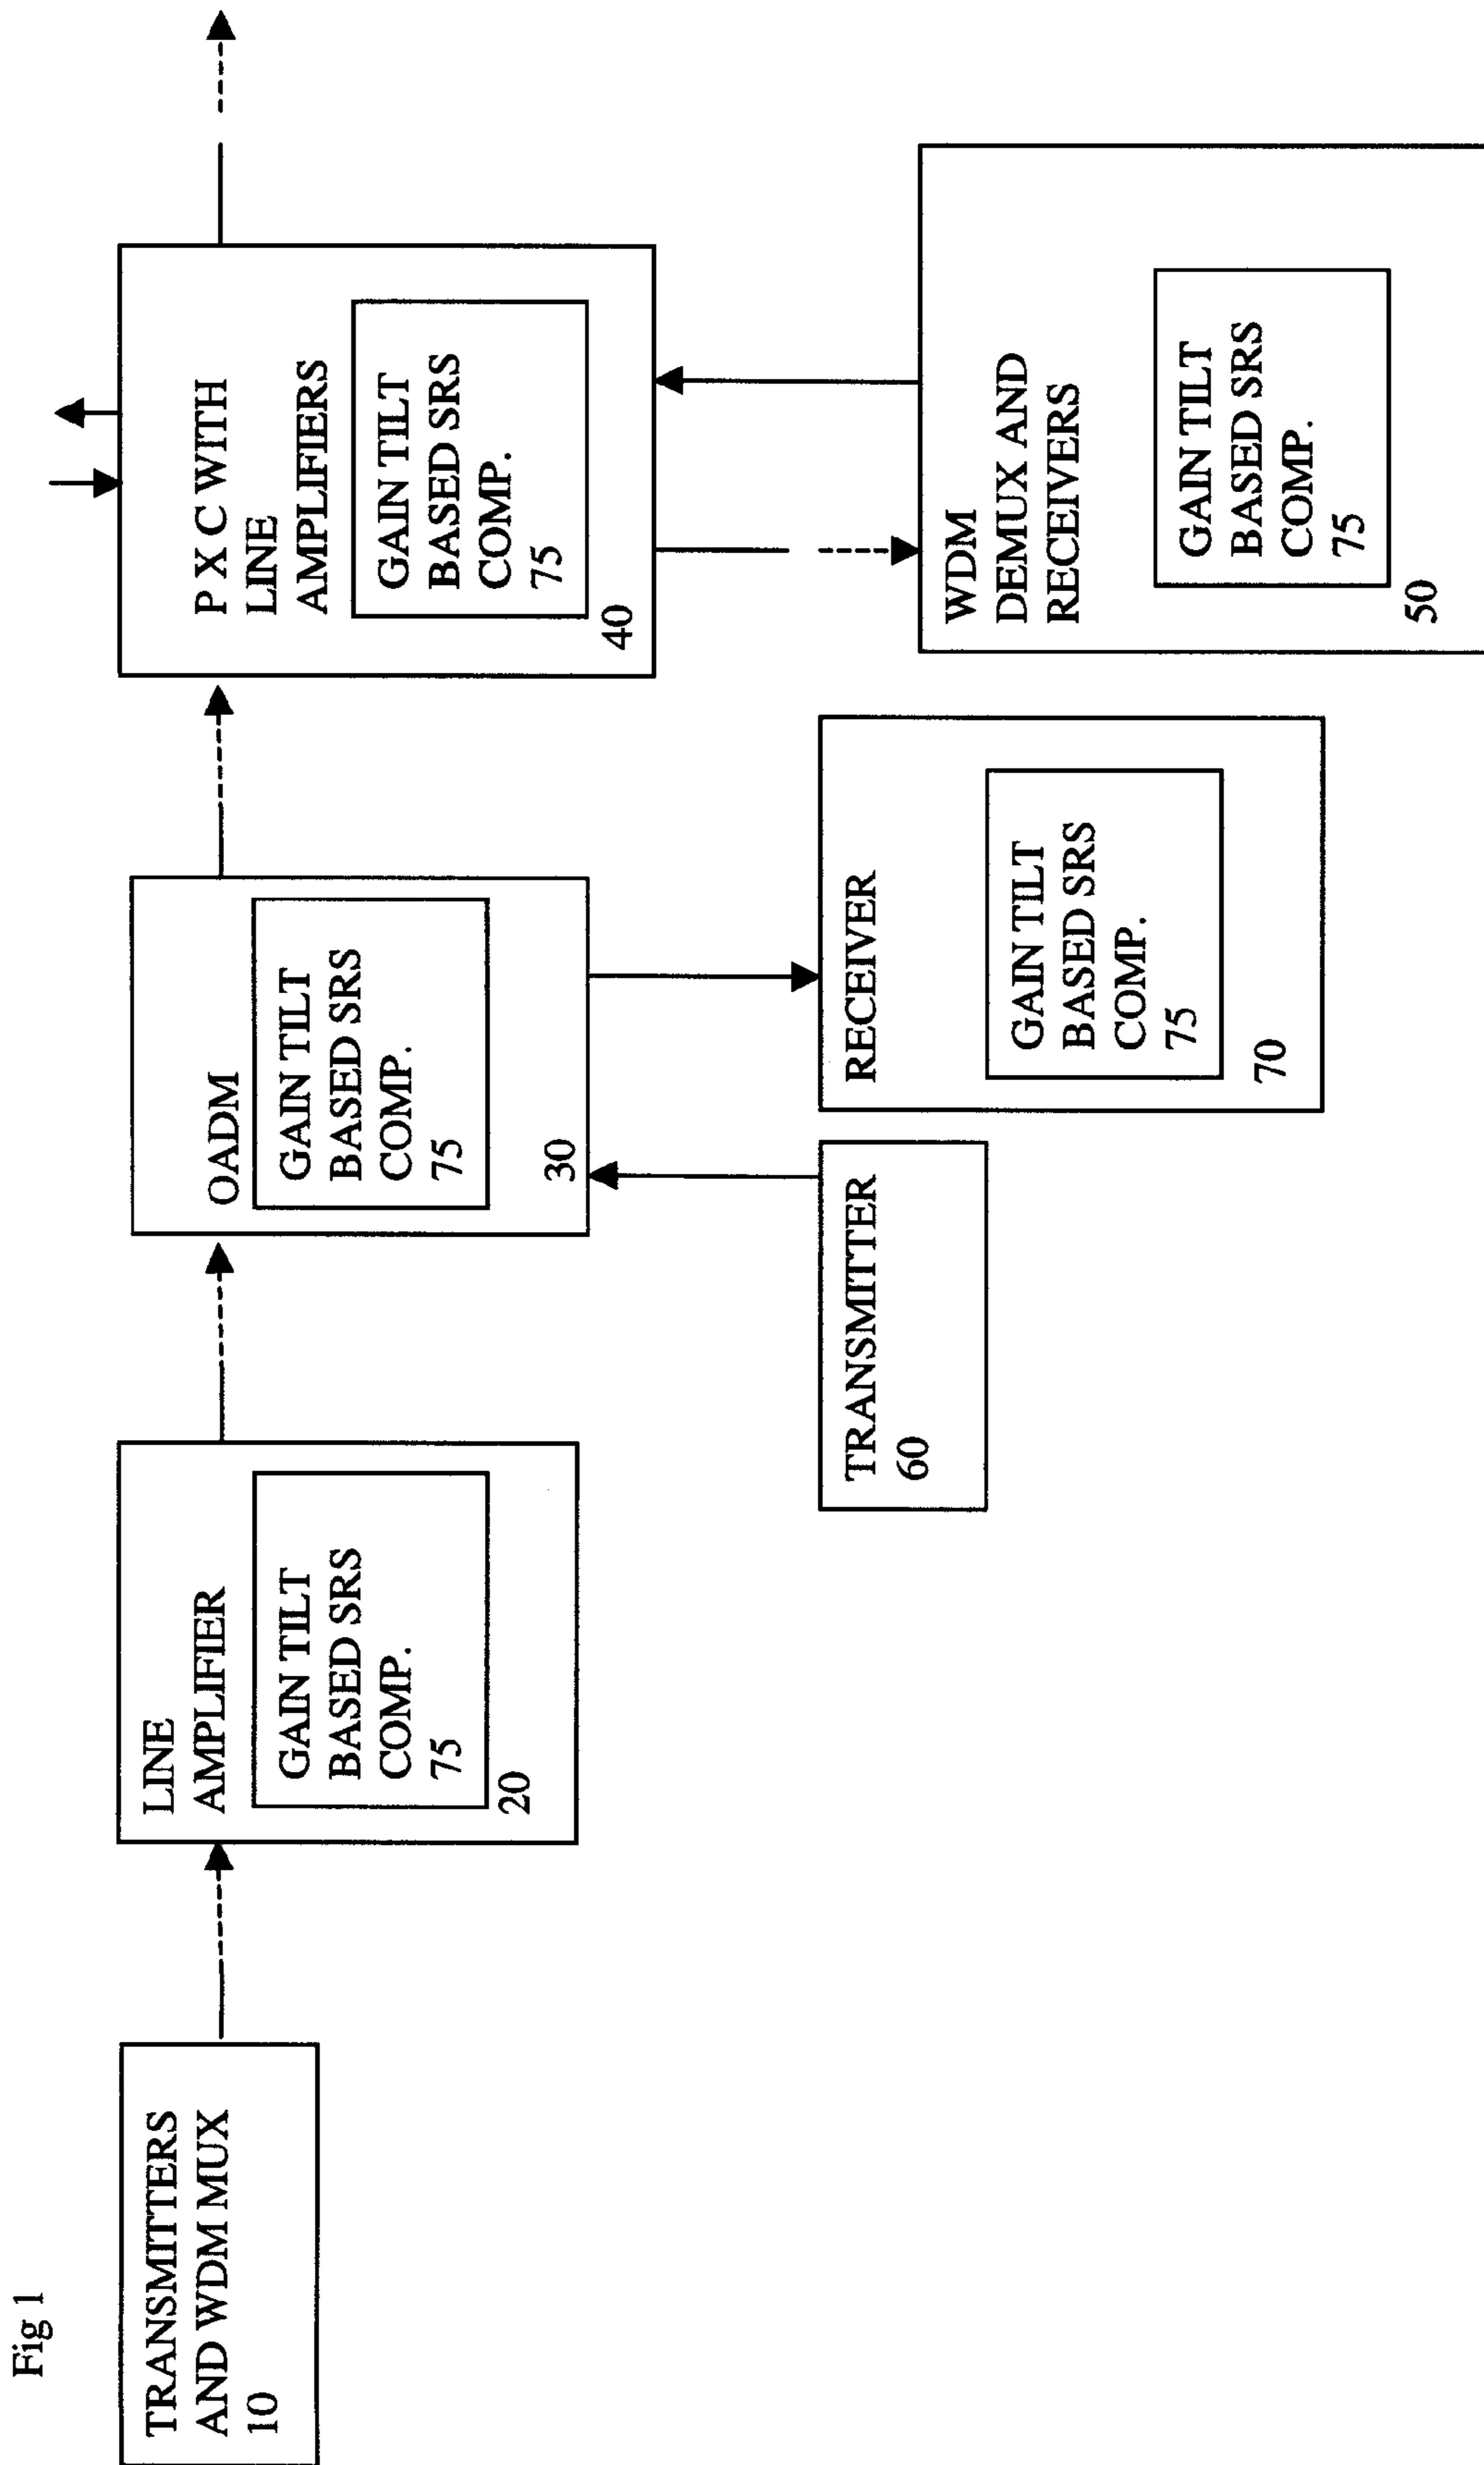 Fig 1
TRANSMITTERS
AND WDM MUX
10
LINE
AMPLIFIER
GAIN TILT
BASED SRS
COMP.
75
20
OADM
GAIN TILT
BASED SRS
COMP.
75
30
P X C WITH
LINE
AMPLIFIERS
GAIN TILT
BASED SRS
COMP.
75
40
TRANSMITTER
60
RECEIVER
GAIN TILT
BASED SRS
COMP.
75
70
WDM
DEMUX AND
RECEIVERS
GAIN TILT
BASED SRS
COMP.
75
50